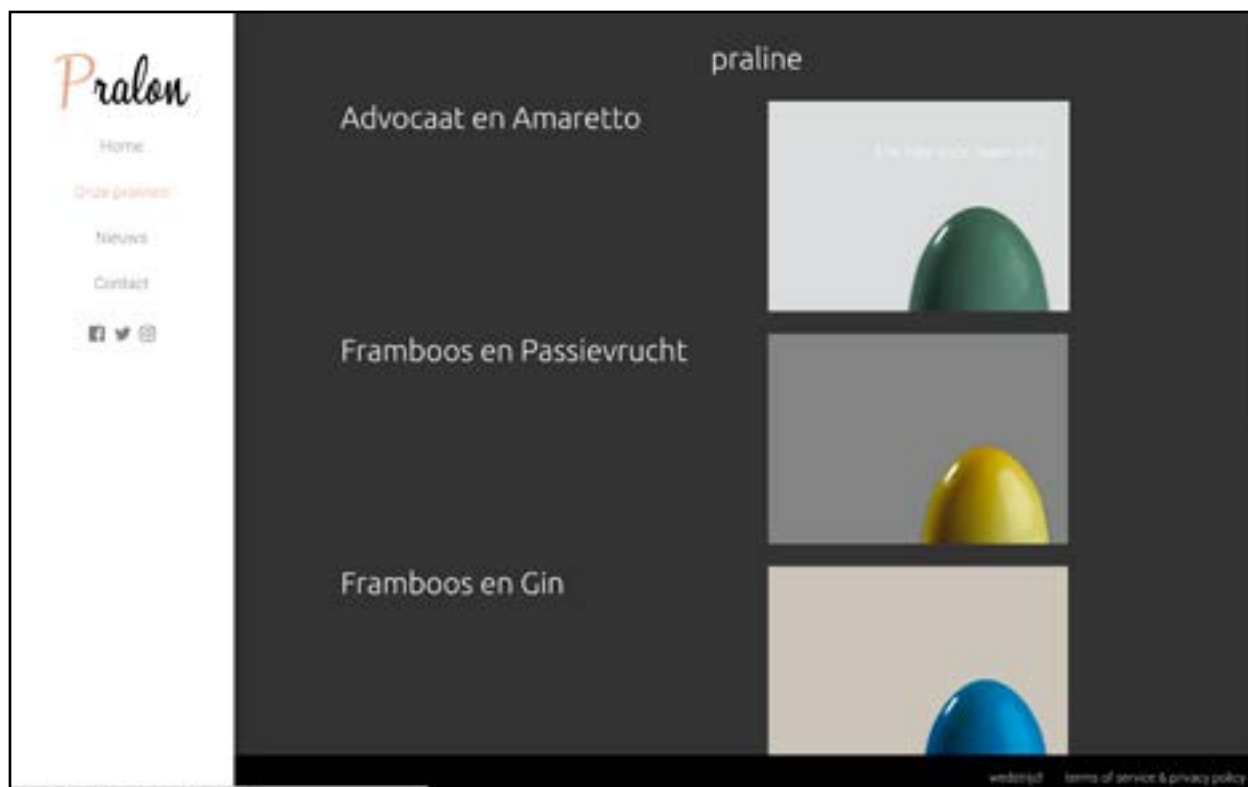 Pralon
Home
Onze pralines
Nieuws
Contact
praline
Advocaat en Amaretto
Framboos en Passievrucht
Framboos en Gin
wedstrijd! terms of service & privacy policy